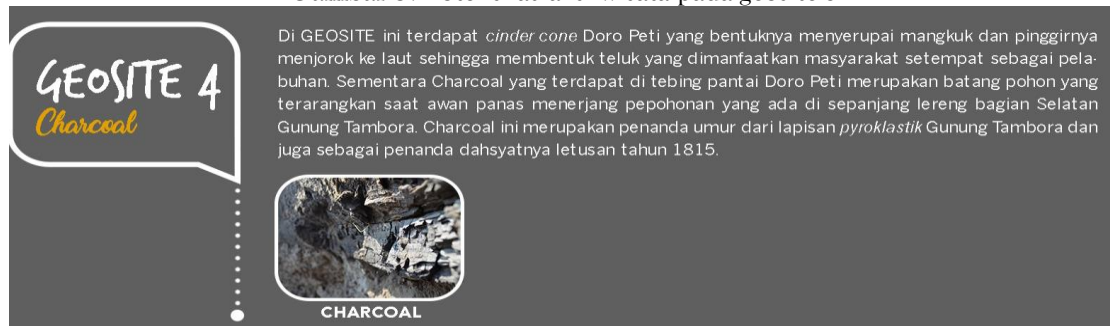 GEOSITE 4
Charcoal
Di GEOSITE ini terdapat cinder cone Doro Peti yang bentuknya menyerupai mangkuk dan pinggirnya
menjorok ke laut sehingga membentuk teluk yang dimanfaatkan masyarakat setempat sebagai pela-
buhan. Sementara Charcoal yang terdapat di tebing pantai Doro Peti merupakan batang pohon yang
terarangkan saat awan panas menerjang pepohonan yang ada di sepanjang lereng bagian Selatan
Gunung Tambora. Charcoal ini merupakan penanda umur dari lapisan pyroklastik Gunung Tambora dan
juga sebagai penanda dahsyatnya letusan tahun 1815.
CHARCOAL